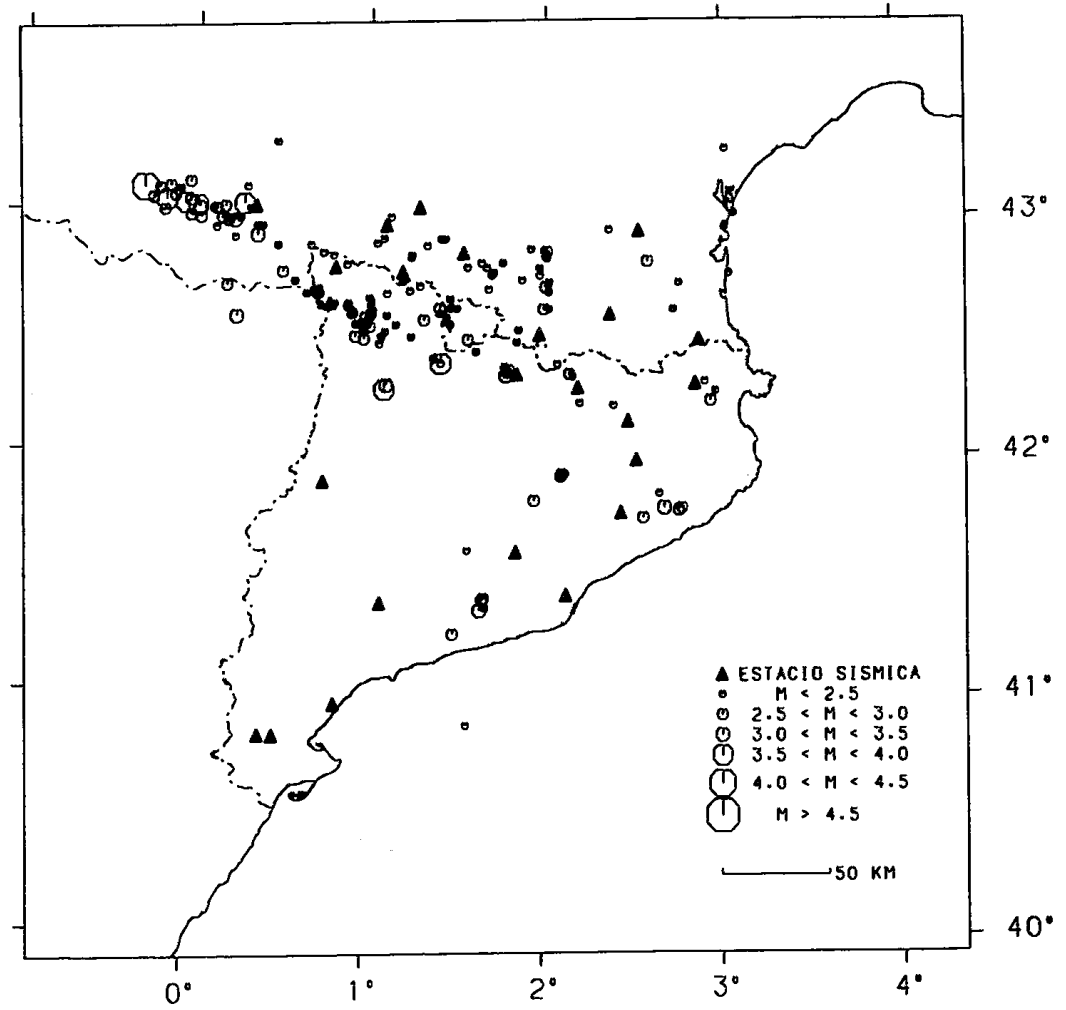 43°
42°
ESTACIO SISMICA
M < 2.5
2.5 < M < 3.0
3.0 < M < 3.5
3.5 < M < 4.0
4.0 < M < 4.5
M > 4.5
41°
50 KM
40°
0° 1° 2° 3° 4°